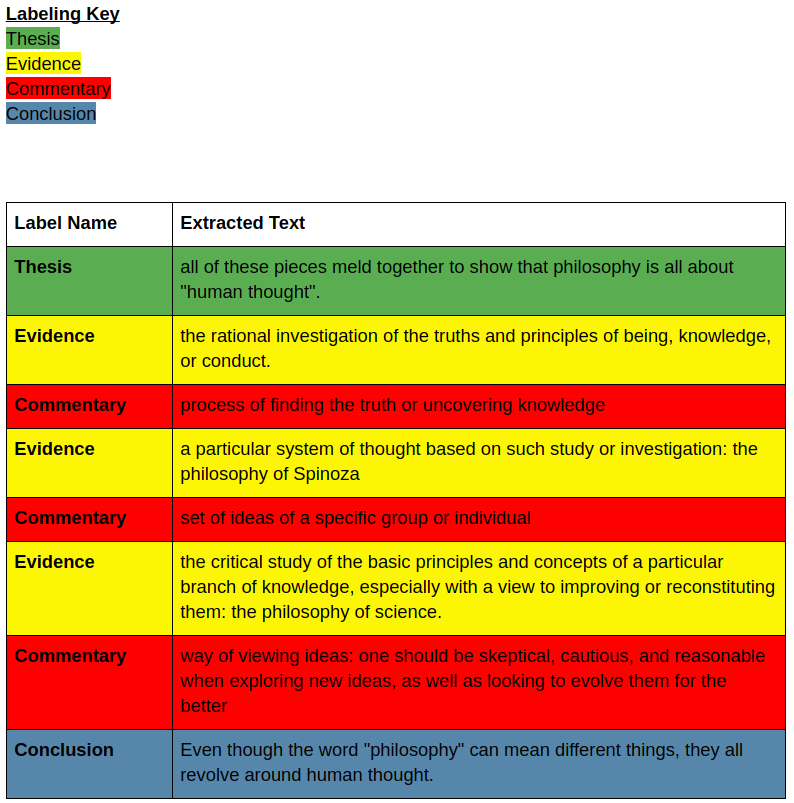 Labeling Key
Thesis
Evidence
Commentary
Conclusion
Label Name Extracted Text
Thesis all of these pieces meld together to show that philosophy is all about
"human thought".
Evidence the rational investigation of the truths and principles of being, knowledge,
or conduct.
Commentary process of finding the truth or uncovering knowledge
Evidence a particular system of thought based on such study or investigation: the
philosophy of Spinoza
Commentary set of ideas of a specific group or individual
Evidence the critical study of the basic principles and concepts of a particular
branch of knowledge, especially with a view to improving or reconstituting
them: the philosophy of science.
Commentary way of viewing ideas: one should be skeptical, cautious, and reasonable
when exploring new ideas, as well as looking to evolve them for the
better
Conclusion Even though the word "philosophy" can mean different things, they all
revolve around human thought.